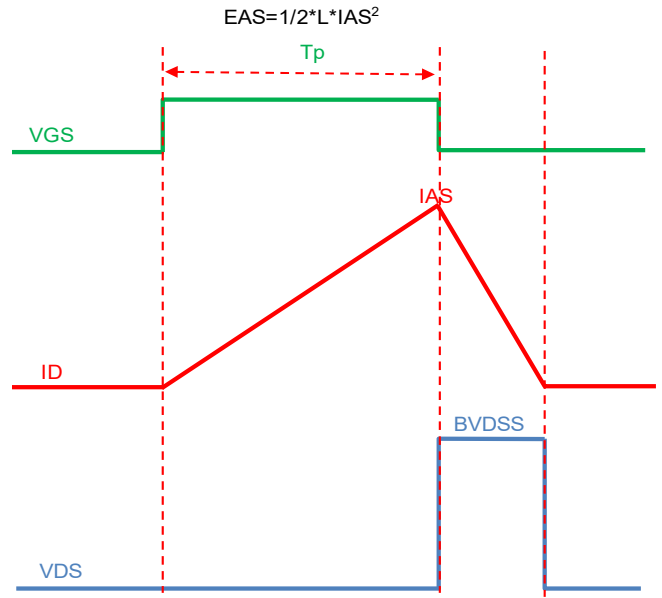 EAS=1/2*L*IAS²
Tp
VGS
IAS
ID
BVDSS
VDS